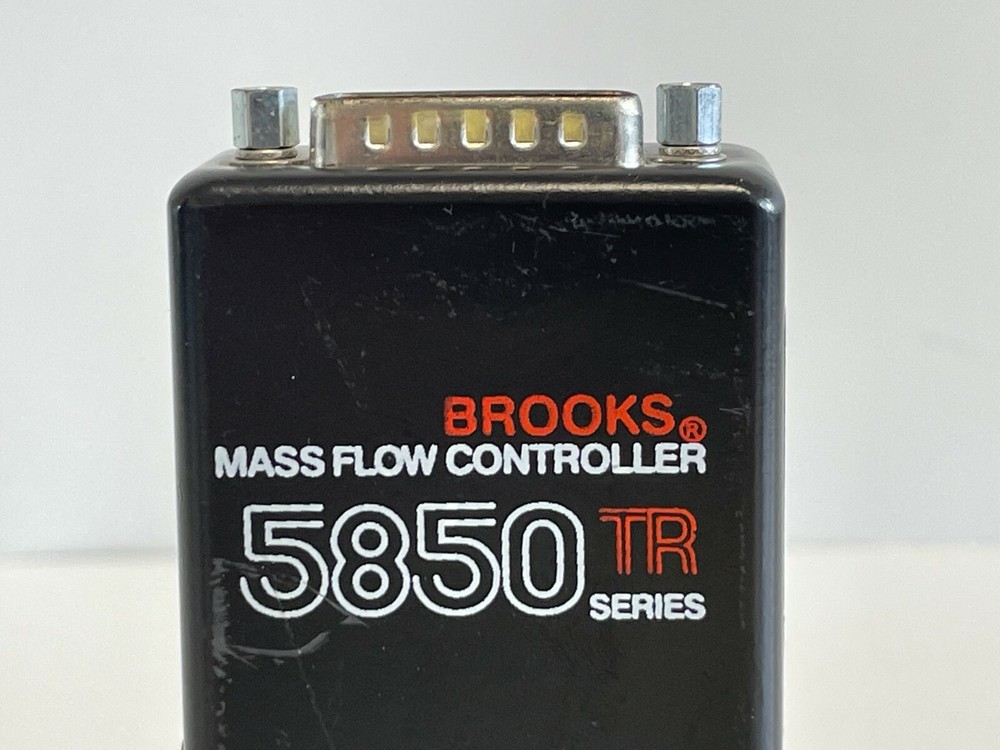 BROOKS®
MASS FLOW CONTROLLER
5850 TR
SERIES